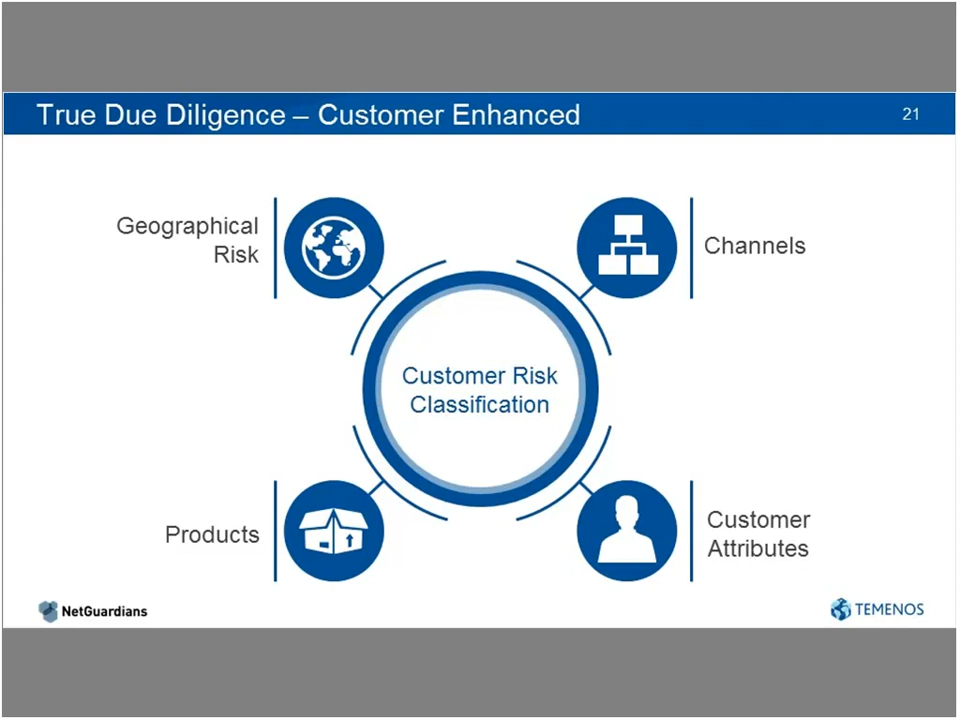 True Due Diligence – Customer Enhanced
21
Geographical
Risk
Channels
Customer Risk
Classification
Products
Customer
Attributes
NetGuardians
TEMENOS